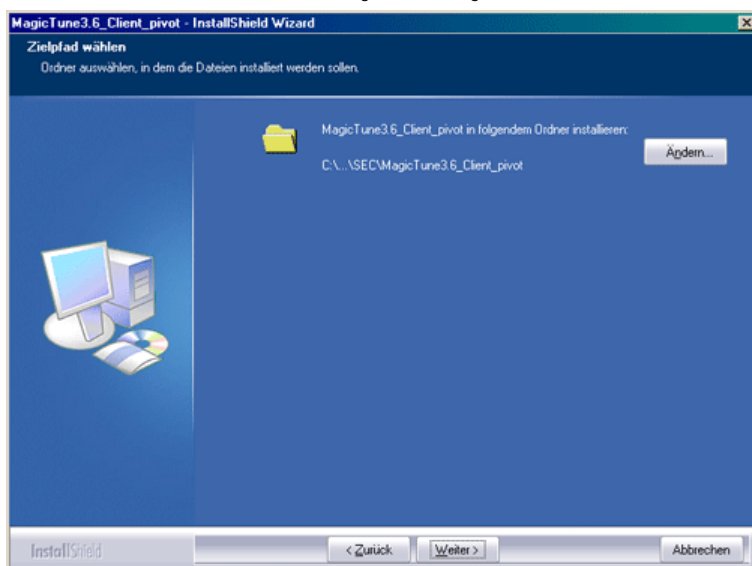 MagicTune3.6_Client_pivot - InstallShield Wizard
Zielpfad wählen
Ordner auswählen, in dem die Dateien installiert werden sollen.
MagicTune3.6_Client_pivot in folgendem Ordner installieren:
Ändern...
C:\...\SEC\MagicTune3.6_Client_pivot
InstallShield
< Zurück
Weiter >
Abbrechen